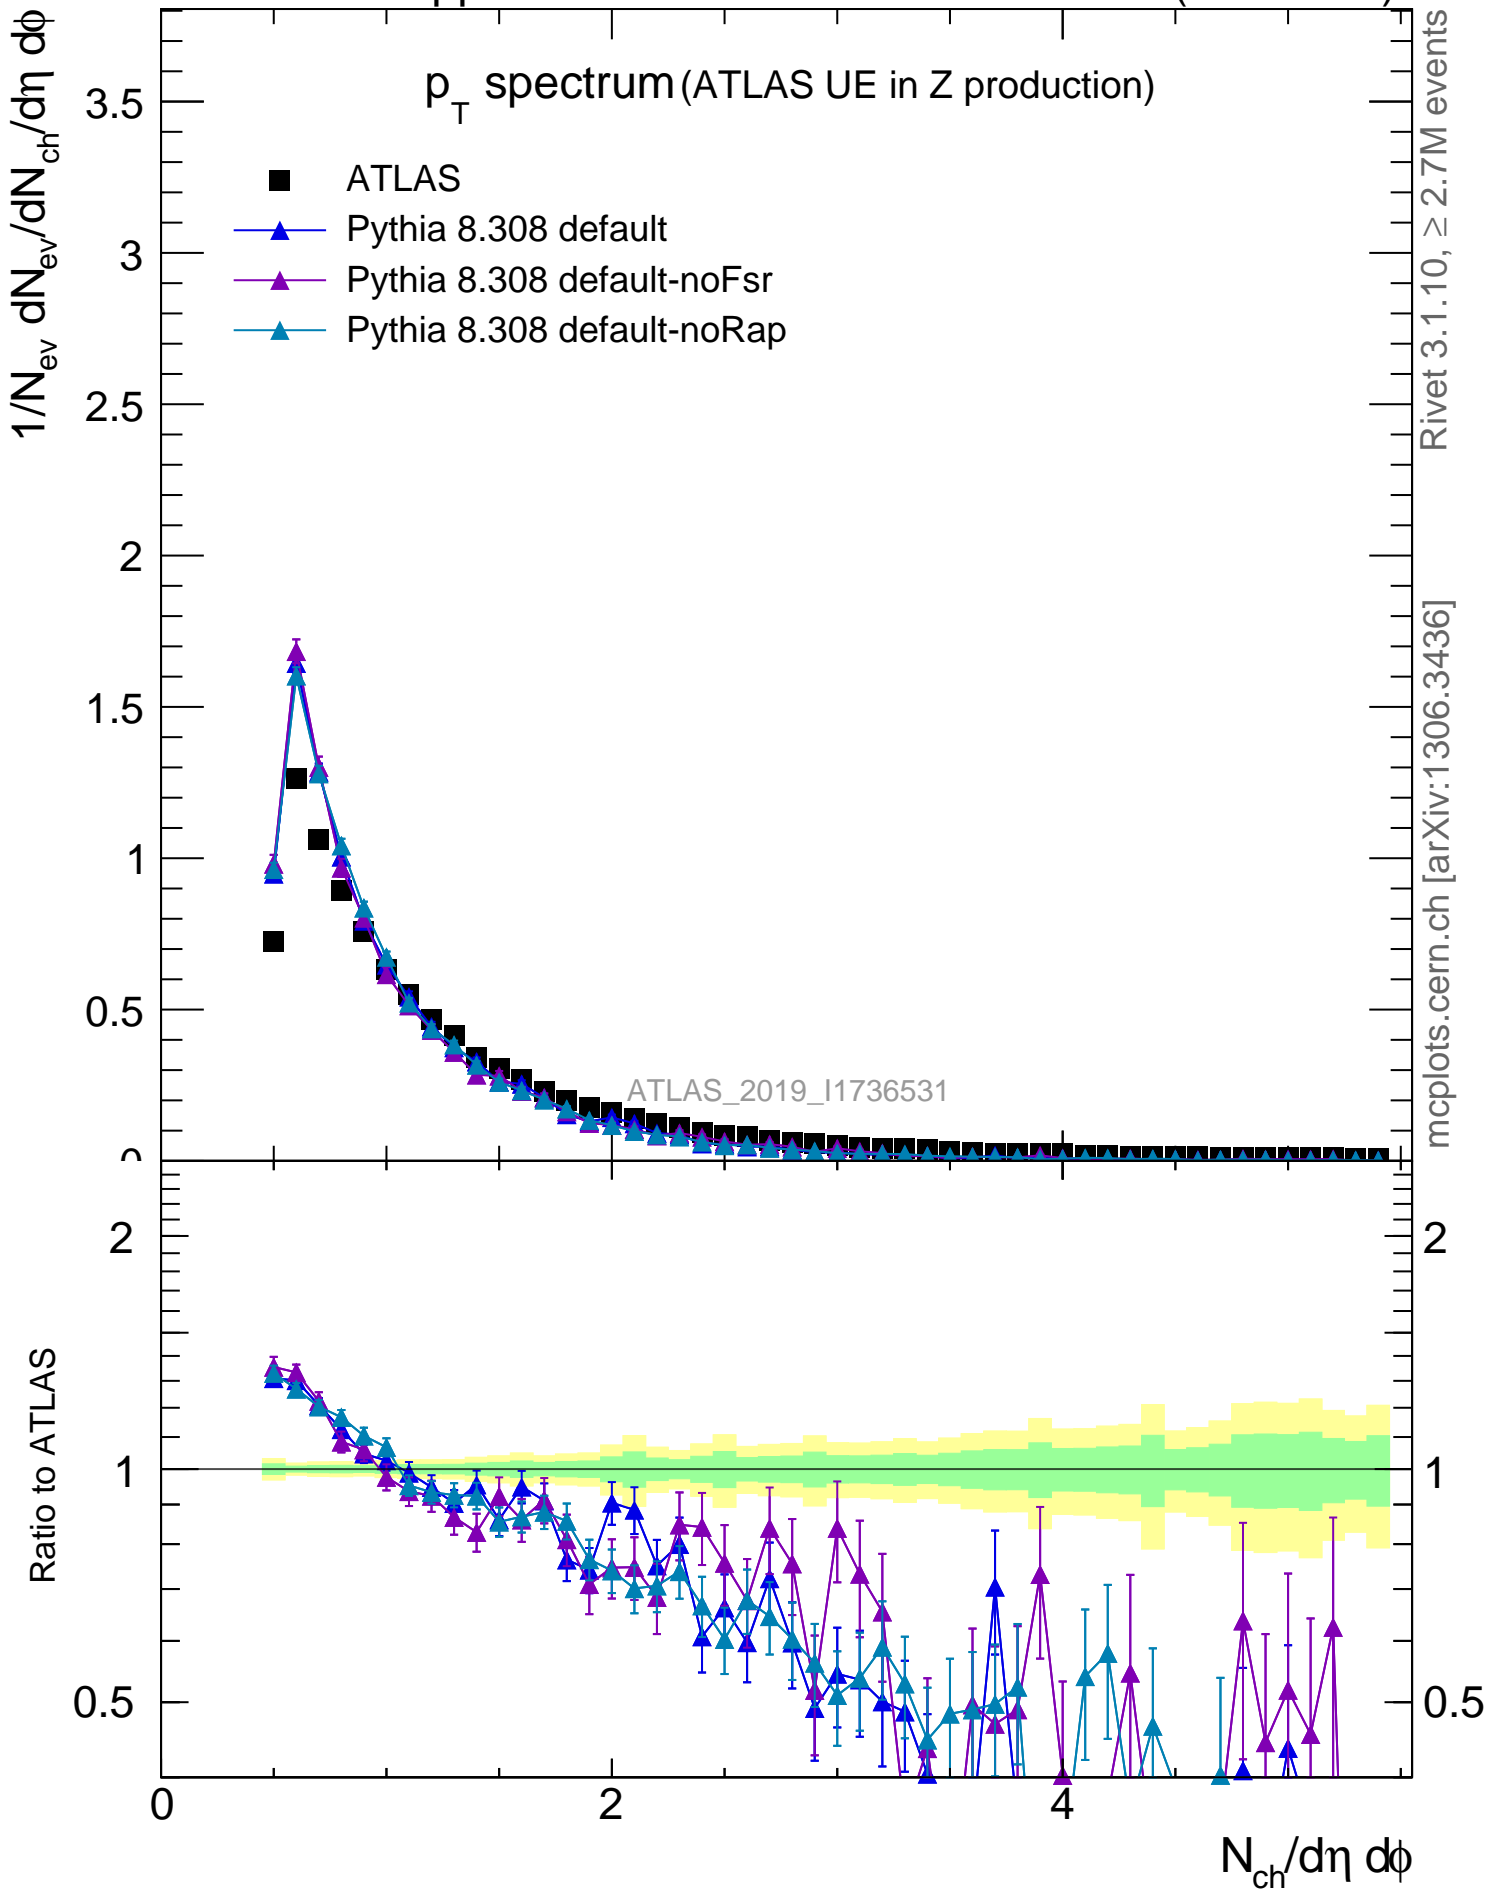 pp
p_T spectrum (ATLAS UE in Z production)
ATLAS
Pythia 8.308 default
Pythia 8.308 default-noFsr
Pythia 8.308 default-noRap
1/N_ev dN_ev/dN_ch/dη dϕ
3.5
3
2.5
2
1.5
1
0.5
0
ATLAS_2019_I1736531
Rivet 3.1.10, ≥ 2.7M events
mcplots.cern.ch [arXiv:1306.3436]
Ratio to ATLAS
2
1
0.5
2
1
0.5
0
2
4
N_ch/dη dϕ